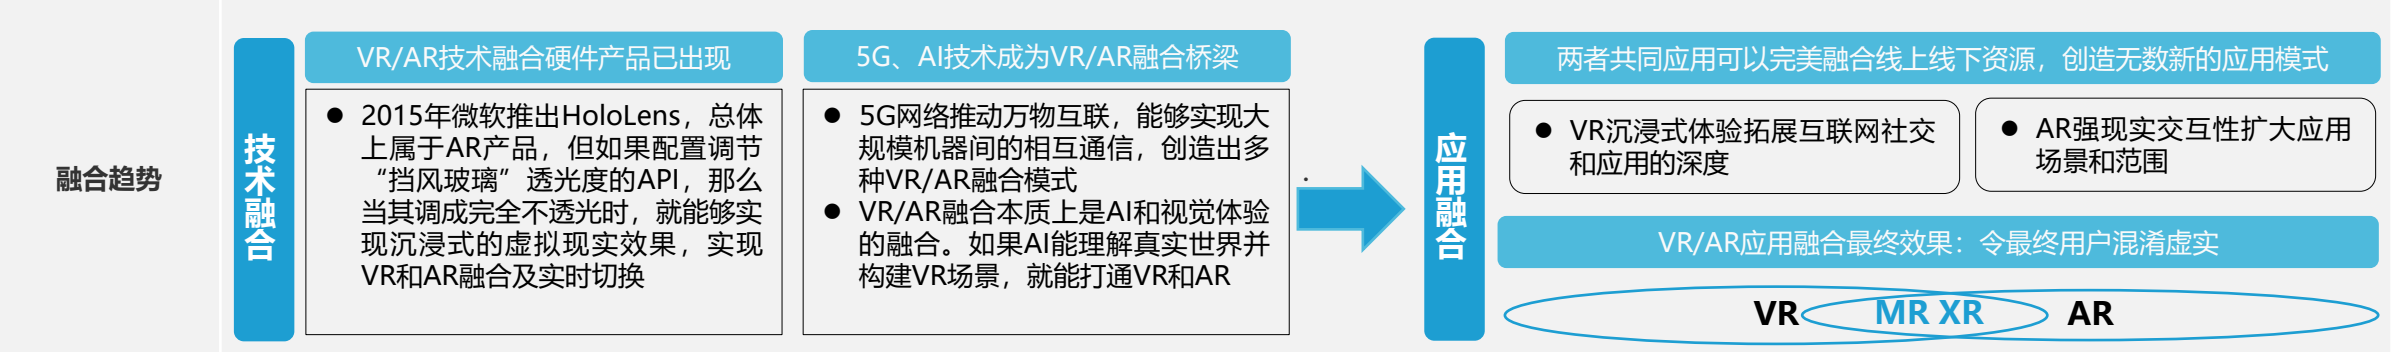 融合趋势
技术融合
VR/AR技术融合硬件产品已出现
● 2015年微软推出HoloLens，总体
上属于AR产品，但如果配置调节
“挡风玻璃”透光度的API，那么
当其调成完全不透光时，就能够实
现沉浸式的虚拟现实效果，实现
VR和AR融合及实时切换
5G、AI技术成为VR/AR融合桥梁
● 5G网络推动万物互联，能够实现大
规模机器间的相互通信，创造出多
种VR/AR融合模式
● VR/AR融合本质上是AI和视觉体验
的融合。如果AI能理解真实世界并
构建VR场景，就能打通VR和AR
.
应用融合
两者共同应用可以完美融合线上线下资源，创造无数新的应用模式
● VR沉浸式体验拓展互联网社交
和应用的深度
● AR强现实交互性扩大应用
场景和范围
VR/AR应用融合最终效果：令最终用户混淆虚实
VR MR XR AR